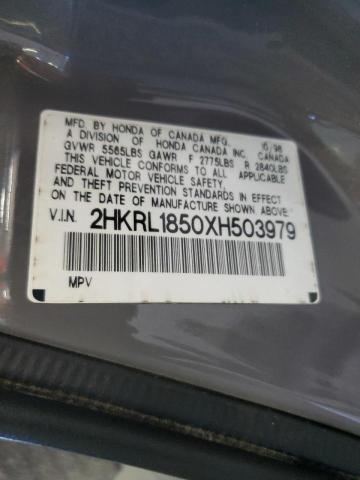 MFD. BY HONDA OF CANADA MFG. 10/98
A DIVISION OF HONDA CANADA INC. CANADA
GVWR 5565LBS GAWR F 2775LBS R 2840LBS
THIS VEHICLE CONFORMS TO ALL APPLICABLE
FEDERAL MOTOR VEHICLE SAFETY,
AND THEFT PREVENTION STANDARDS IN EFFECT
ON THE DATE OF MANUFACTURE SHOWN ABOVE.
V.I.N. 2HKRL1850XH503979
MPV